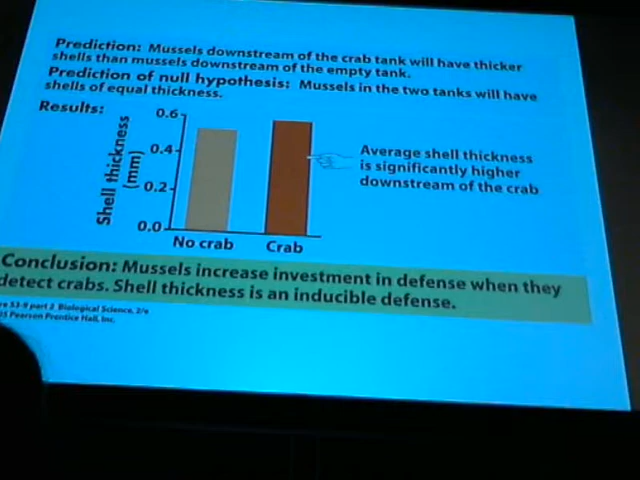 Prediction: Mussels downstream of the crab tank will have thicker
shells than mussels downstream of the empty tank.
Prediction of null hypothesis: Mussels in the two tanks will have
shells of equal thickness.
Results:
Shell thickness
(mm)
0.6
0.4
0.2
0.0
No crab
Crab
Average shell thickness
is significantly higher
downstream of the crab
Conclusion: Mussels increase investment in defense when they
detect crabs. Shell thickness is an inducible defense.
53-9 part 2 Biological Science, 2/e
Pearson Prentice Hall, Inc.